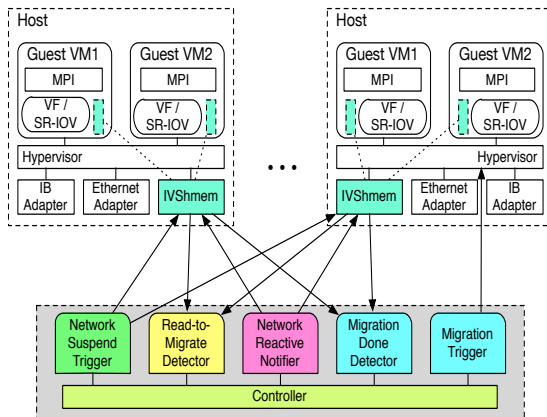 Host
Guest VM1
MPI
VF /
SR-IOV
Guest VM2
MPI
VF /
SR-IOV
Hypervisor
IB
Adapter
Ethernet
Adapter
IVShmem
...
Host
Guest VM1
MPI
VF /
SR-IOV
Guest VM2
MPI
VF /
SR-IOV
Hypervisor
IVShmem
Ethernet
Adapter
IB
Adapter
Network
Suspend
Trigger
Read-to-
Migrate
Detector
Network
Reactive
Notifier
Migration
Done
Detector
Migration
Trigger
Controller